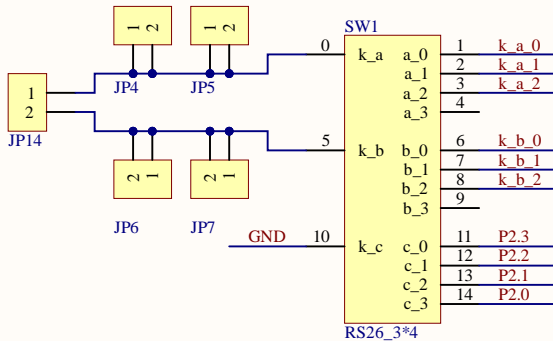 SW1
1 2
1 2
0 k_a a_0 1 k_a_0
a_1 2 k_a_1
a_2 3 k_a_2
a_3 4
JP4 JP5
1
2
JP14
5 k_b b_0 6 k_b_0
b_1 7 k_b_1
b_2 8 k_b_2
b_3 9
2 1
2 1
JP6 JP7
GND 10 k_c c_0 11 P2.3
c_1 12 P2.2
c_2 13 P2.1
c_3 14 P2.0
RS26_3*4